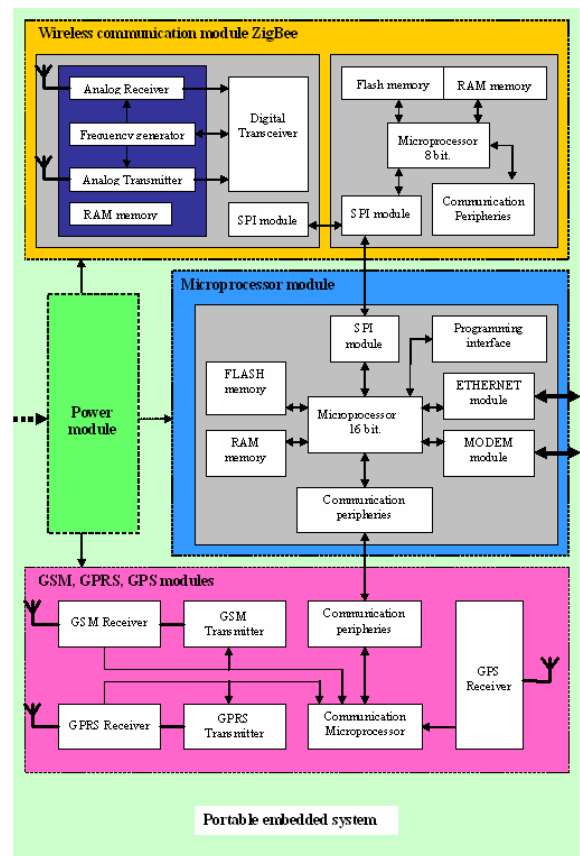 Wireless communication module ZigBee
Analog Receiver
Frequency generator
Analog Transmitter
RAM memory
Digital
Transceiver
SPI module
Flash memory
RAM memory
Microprocessor
8 bit.
SPI module
Communication
Peripheries
Microprocessor module
SPI
module
Programming
interface
FLASH
memory
Microprocessor
16 bit.
ETHERNET
module
RAM
memory
MODEM
module
Communication
peripheries
Power
module
GSM, GPRS, GPS modules
GSM Receiver
GSM
Transmitter
Communication
peripheries
GPS
Receiver
GPRS Receiver
GPRS
Transmitter
Communication
Microprocessor
Portable embedded system